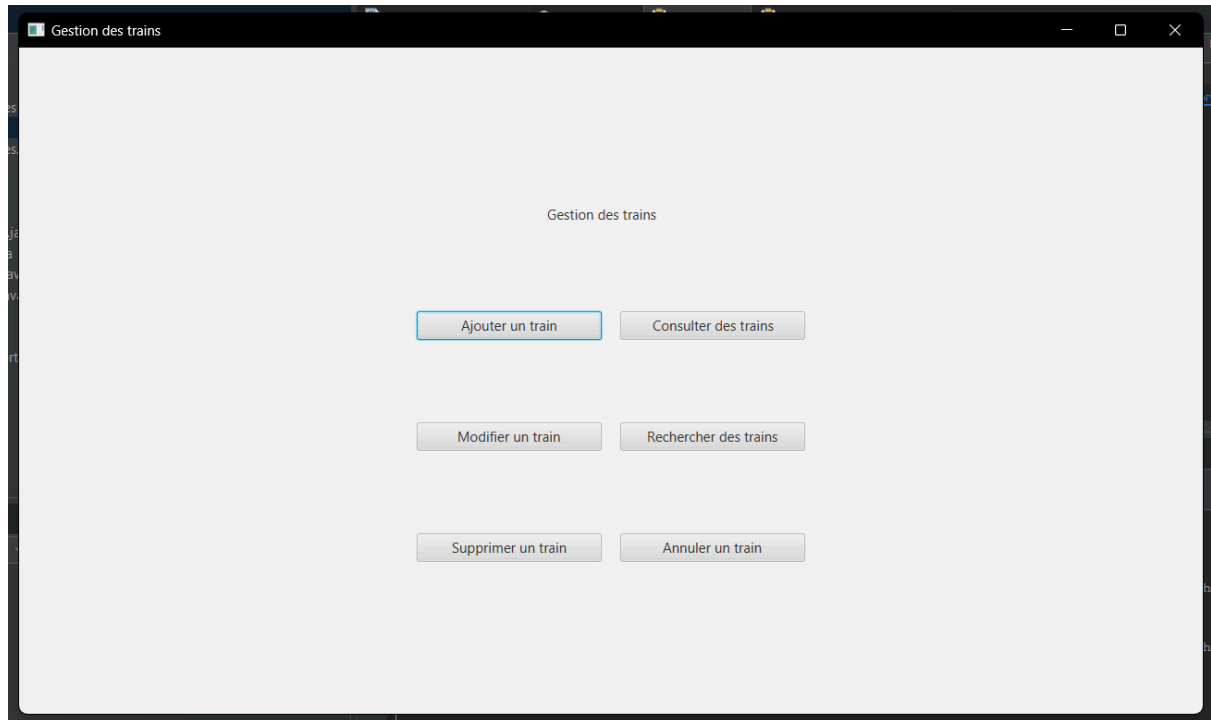 Gestion des trains
Gestion des trains
Ajouter un train Consulter des trains
Modifier un train Rechercher des trains
Supprimer un train Annuler un train